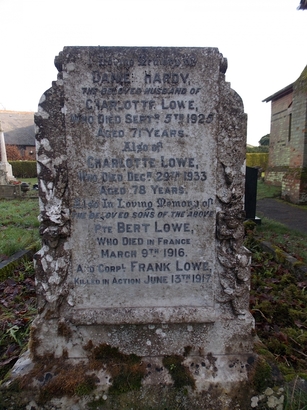 DANIEL HARDY,
THE BELOVED HUSBAND OF
CHARLOTTE LOWE,
WHO DIED SEPT. 5TH 1925
AGED 71 YEARS.
ALSO OF
CHARLOTTE LOWE,
WHO DIED DEC. 29TH 1933
AGED 78 YEARS.
ALSO IN LOVING MEMORY OF
THE BELOVED SONS OF THE ABOVE
PTE BERT LOWE,
WHO DIED IN FRANCE
MARCH 9TH 1916.
AND CORPL FRANK LOWE,
KILLED IN ACTION JUNE 13TH 1917